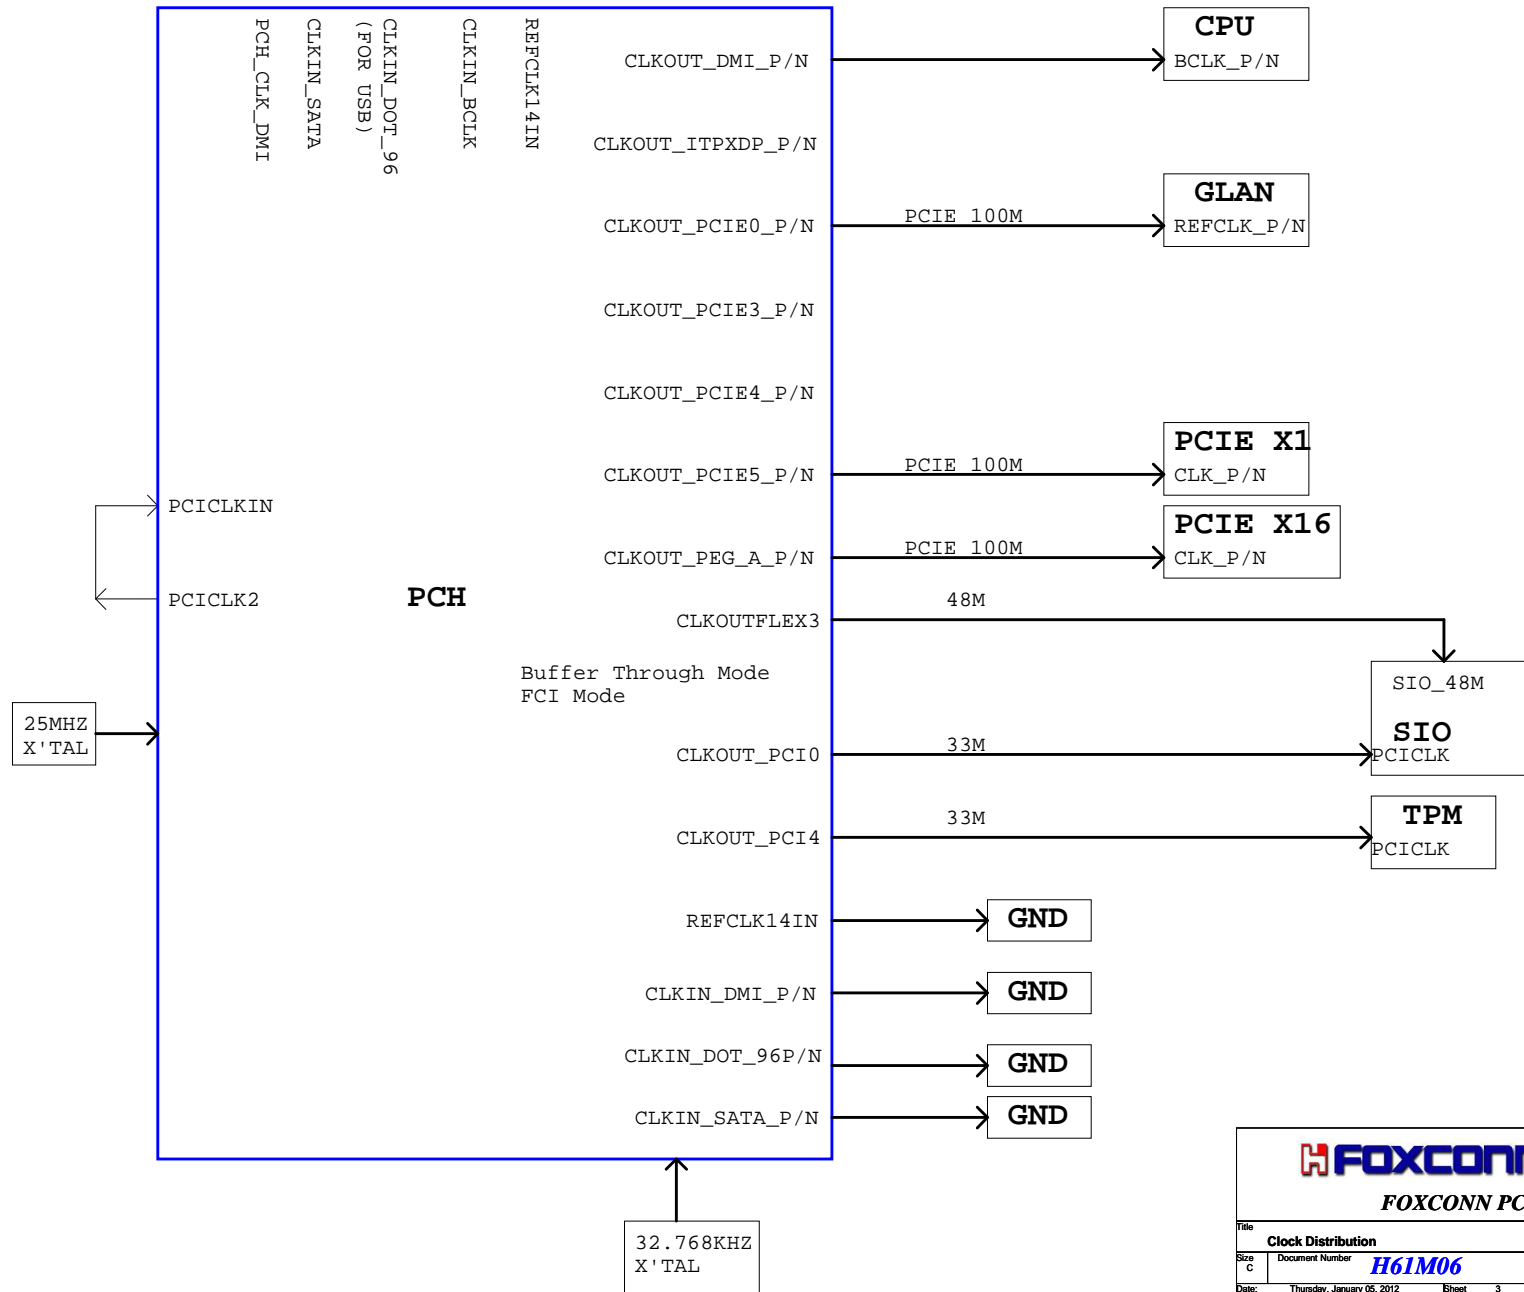 PCH_CLK_DMI
CLKIN_SATA
CLKIN_DOT_96
(FOR USB)
CLKIN_BCLK
REFCLK14IN
CLKOUT_DMI_P/N
CPU
BCLK_P/N
CLKOUT_ITPXDP_P/N
CLKOUT_PCIE0_P/N
PCIE 100M
GLAN
REFCLK_P/N
CLKOUT_PCIE3_P/N
CLKOUT_PCIE4_P/N
CLKOUT_PCIE5_P/N
PCIE 100M
PCIE X1
CLK_P/N
PCICLKIN
CLKOUT_PEG_A_P/N
PCIE 100M
PCIE X16
CLK_P/N
PCICLK2
PCH
CLKOUTFLEX3
48M
Buffer Through Mode
FCI Mode
SIO_48M
SIO
PCICLK
25MHZ
X'TAL
CLKOUT_PCI0
33M
CLKOUT_PCI4
33M
TPM
PCICLK
REFCLK14IN
GND
CLKIN_DMI_P/N
GND
CLKIN_DOT_96P/N
GND
CLKIN_SATA_P/N
GND
32.768KHZ
X'TAL
FOXCONN
FOXCONN PC
Title
Clock Distribution
Size
C
Document Number
H61M06
Date:
Thursday, January 05, 2012
Sheet
3